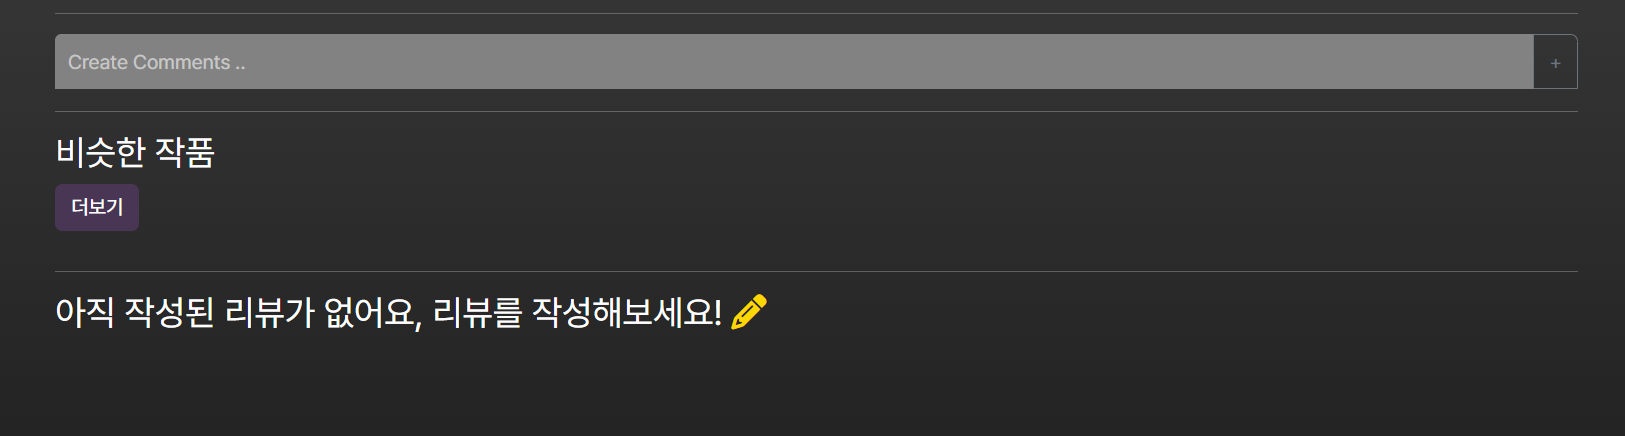 Create Comments ..
+
비슷한 작품
더보기
아직 작성된 리뷰가 없어요, 리뷰를 작성해보세요!